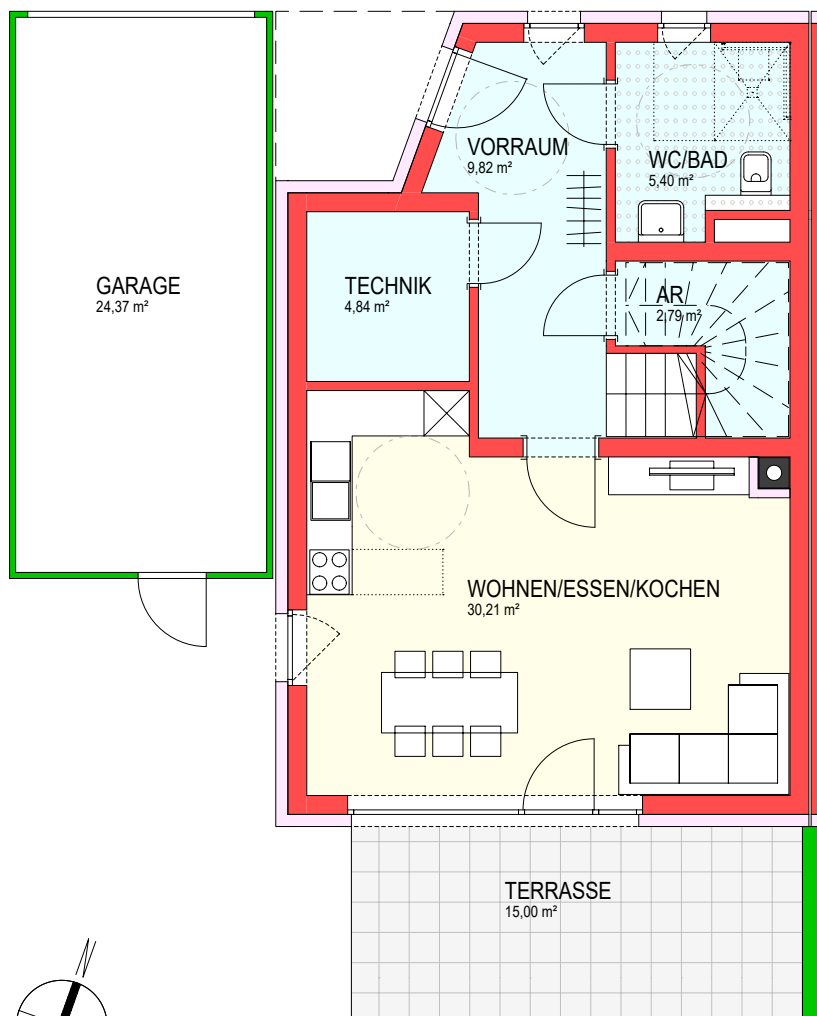 VORRAUM
9,82 m²
WC/BAD
5,40 m²
GARAGE
24,37 m²
TECHNIK
4,84 m²
AR
2,79 m²
WOHNEN/ESSEN/KOCHEN
30,21 m²
TERRASSE
15,00 m²